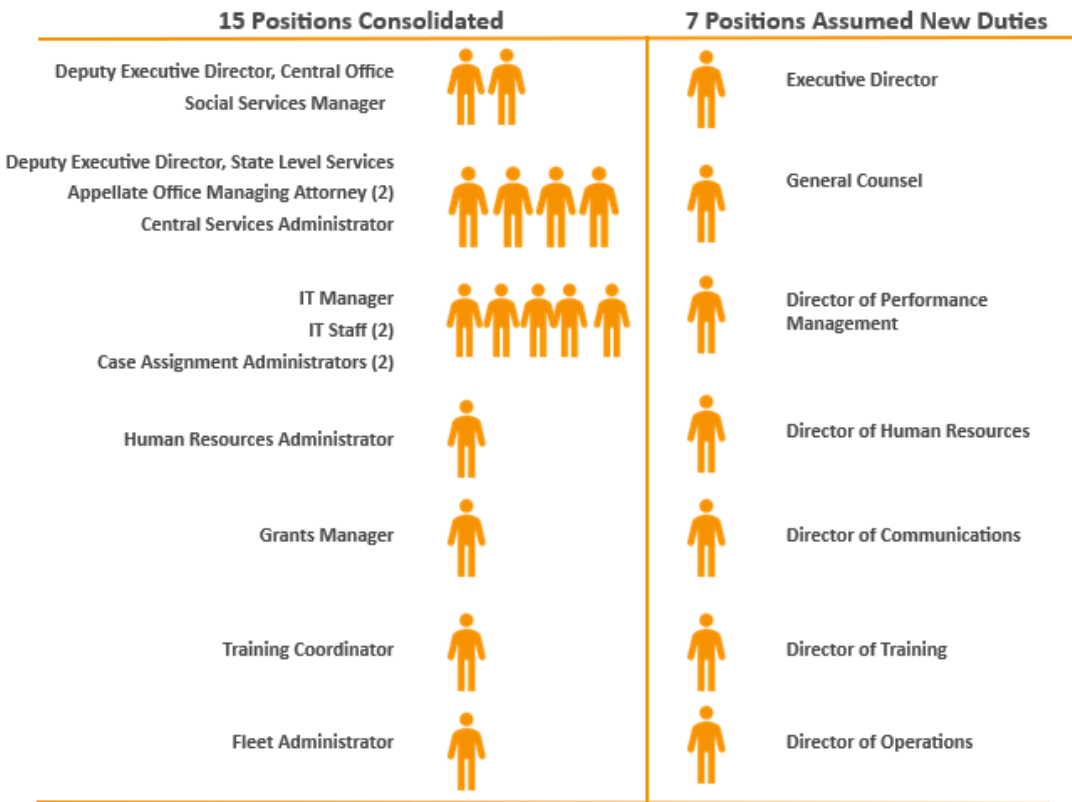 15 Positions Consolidated
7 Positions Assumed New Duties
Deputy Executive Director, Central Office
Social Services Manager
Executive Director
Deputy Executive Director, State Level Services
Appellate Office Managing Attorney (2)
Central Services Administrator
General Counsel
IT Manager
IT Staff (2)
Case Assignment Administrators (2)
Director of Performance
Management
Human Resources Administrator
Director of Human Resources
Grants Manager
Director of Communications
Training Coordinator
Director of Training
Fleet Administrator
Director of Operations